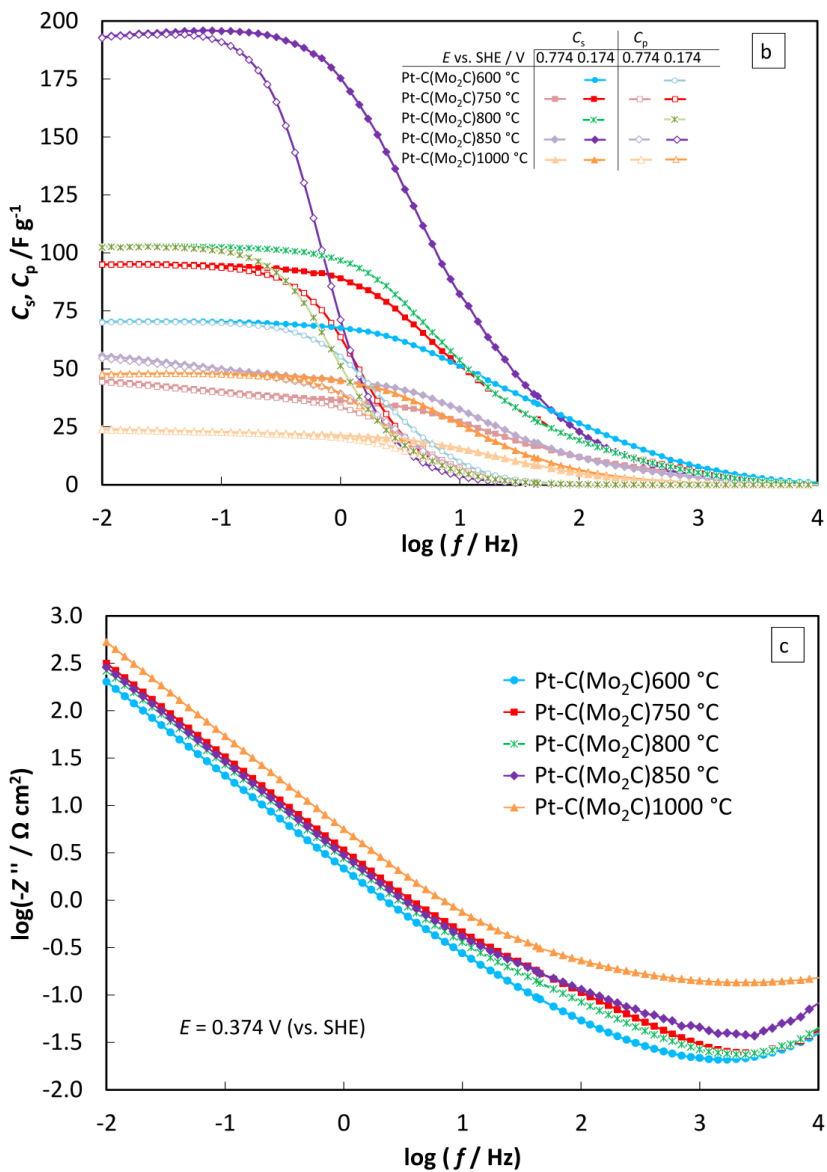 b
C_s C_p
E vs. SHE / V 0.774 0.174 0.774 0.174
Pt-C(Mo₂C)600 °C
Pt-C(Mo₂C)750 °C
Pt-C(Mo₂C)800 °C
Pt-C(Mo₂C)850 °C
Pt-C(Mo₂C)1000 °C
C_s, C_p /F g⁻¹
200
175
150
125
100
75
50
25
0
-2 -1 0 1 2 3 4
log (f / Hz)
c
Pt-C(Mo₂C)600 °C
Pt-C(Mo₂C)750 °C
Pt-C(Mo₂C)800 °C
Pt-C(Mo₂C)850 °C
Pt-C(Mo₂C)1000 °C
log(-Z'' / Ω cm²)
3.0
2.5
2.0
1.5
1.0
0.5
0.0
-0.5
-1.0
-1.5
-2.0
E = 0.374 V (vs. SHE)
-2 -1 0 1 2 3 4
log (f / Hz)